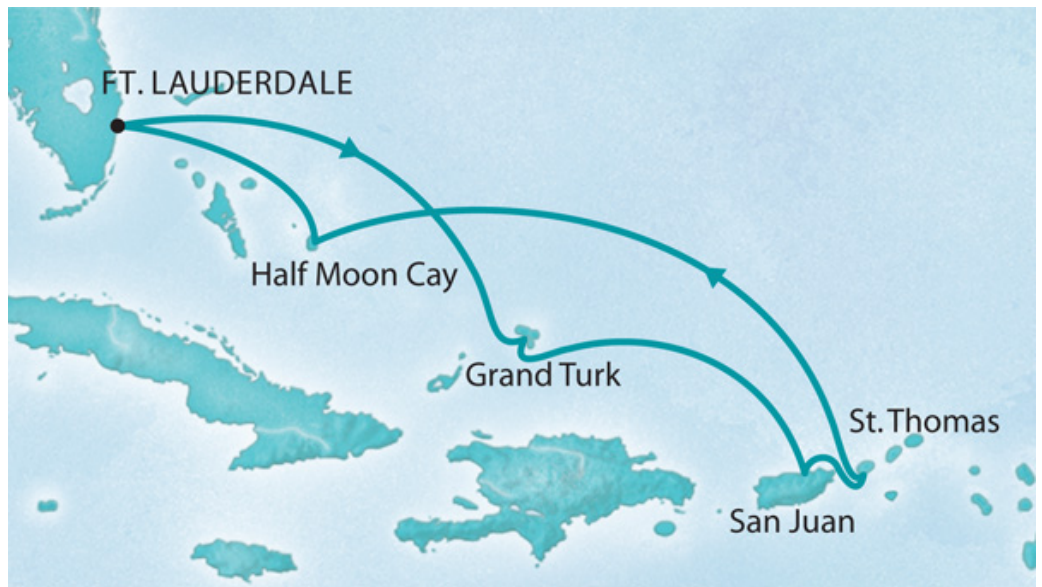 FT. LAUDERDALE
Half Moon Cay
Grand Turk
St. Thomas
San Juan